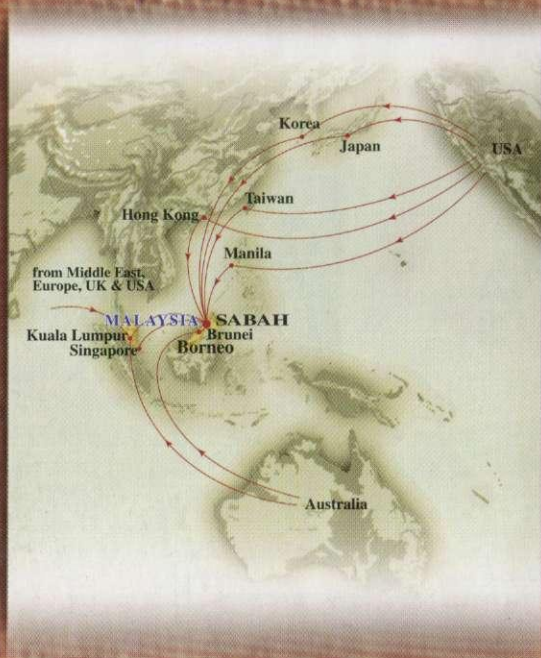 Korea
Japan
USA
Taiwan
Hong Kong
Manila
from Middle East,
Europe, UK & USA
MALAYSIA SABAH
Kuala Lumpur Brunei
Singapore Borneo
Australia